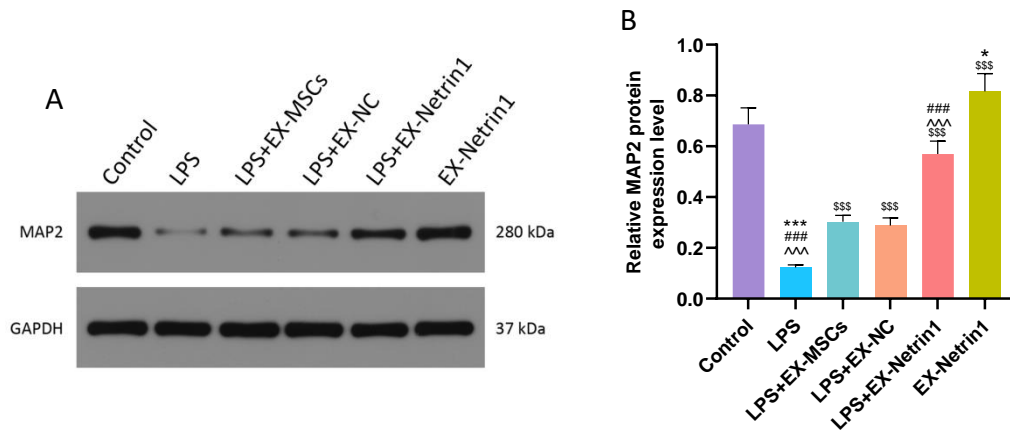 A
Control
LPS
LPS+EX-MSCs
LPS+EX-NC
LPS+EX-Netrin1
EX-Netrin1
MAP2
280 kDa
GAPDH
37 kDa
B
Relative MAP2 protein
expression level
1.0
0.8
0.6
0.4
0.2
0.0
***
###
^^^
$$$
$$$
###
^^^
$$$
*
$$$
Control
LPS
LPS+EX-MSCs
LPS+EX-NC
LPS+EX-Netrin1
EX-Netrin1